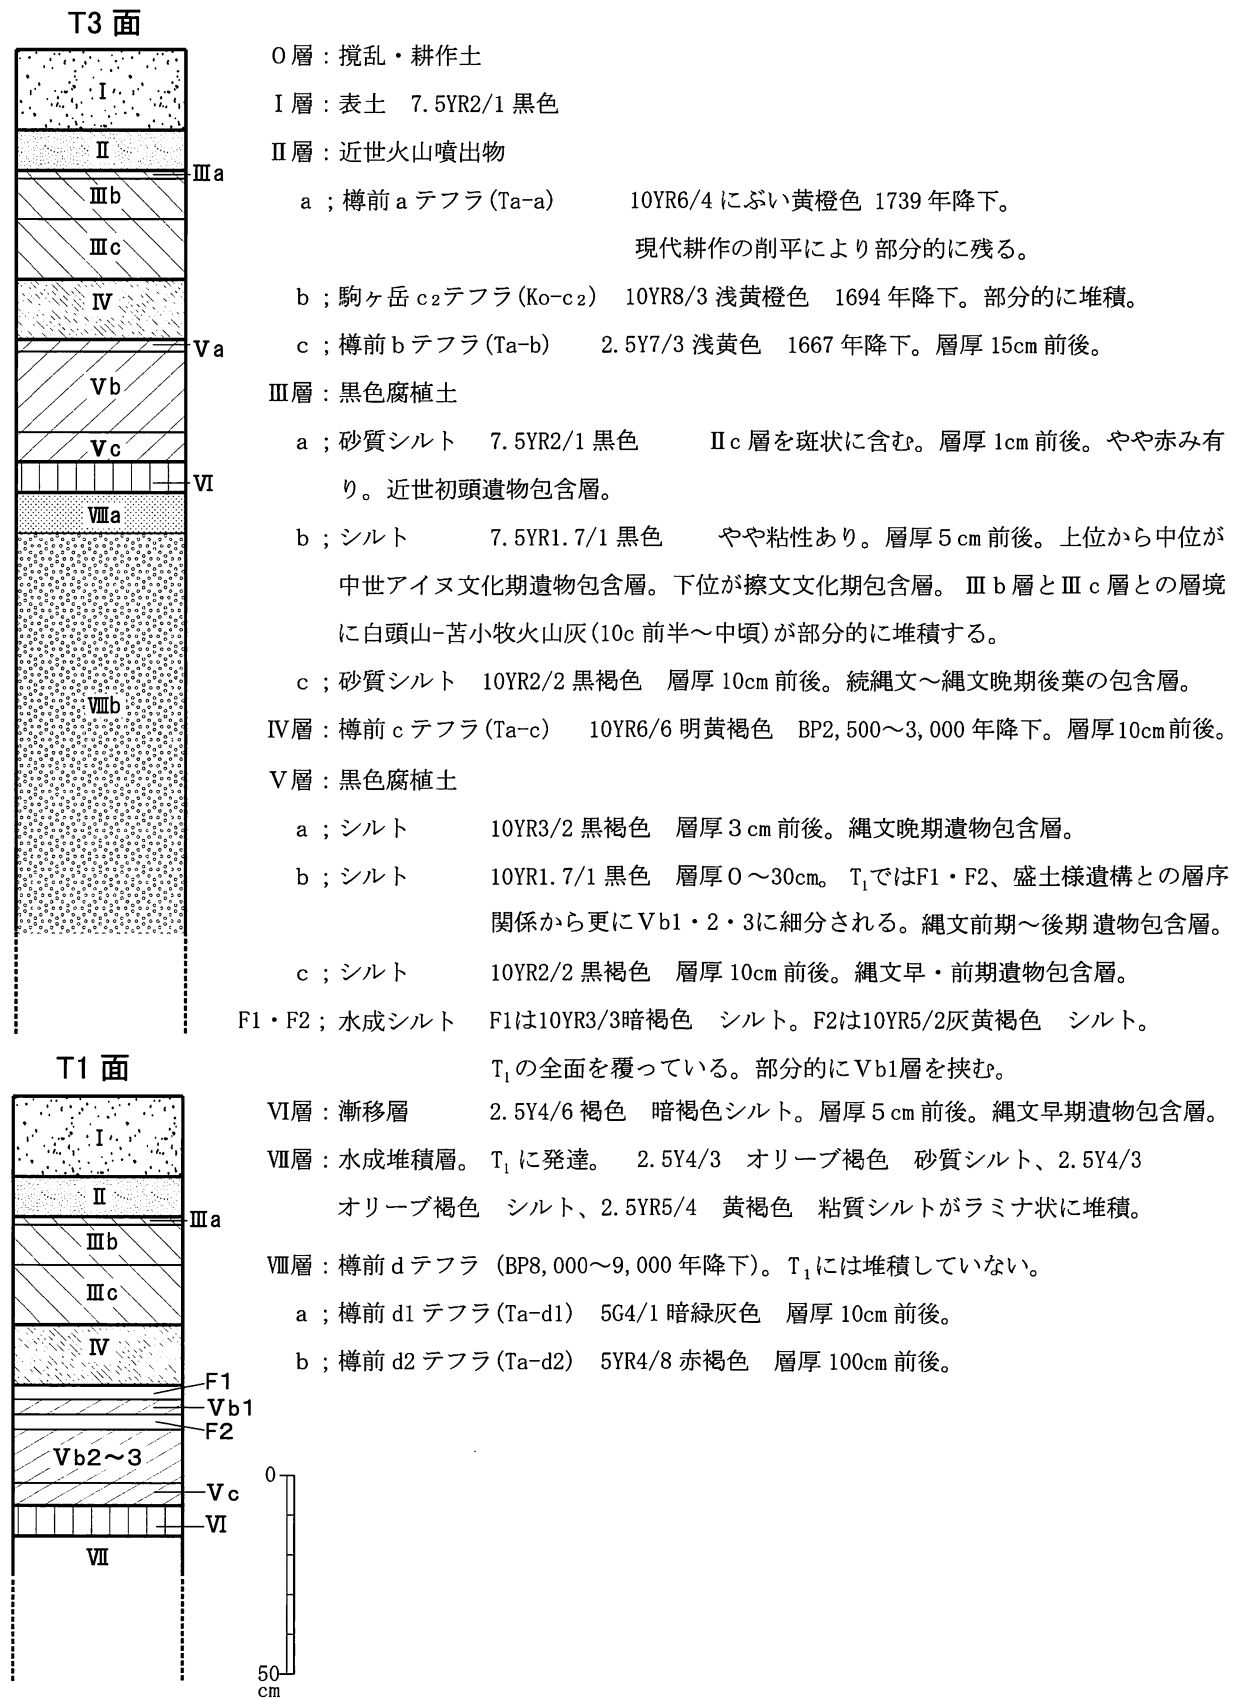 T3 面
Ⅰ
Ⅱ
Ⅲa
Ⅲb
Ⅲc
Ⅳ
Ⅴa
Ⅴb
Ⅴc
Ⅵ
Ⅷa
Ⅷb
T1 面
Ⅰ
Ⅱ
Ⅲa
Ⅲb
Ⅲc
Ⅳ
F1
Ⅴb1
F2
Ⅴb2～3
Ⅴc
Ⅵ
Ⅶ
0
50
cm
0層：撹乱・耕作土
Ⅰ層：表土 7.5YR2/1 黒色
Ⅱ層：近世火山噴出物
a ；樽前 a テフラ(Ta-a) 10YR6/4 にぶい黄橙色 1739 年降下。
現代耕作の削平により部分的に残る。
b ；駒ヶ岳 c₂テフラ(Ko-c₂) 10YR8/3 浅黄橙色 1694 年降下。部分的に堆積。
c ；樽前 b テフラ(Ta-b) 2.5Y7/3 浅黄色 1667 年降下。層厚 15cm 前後。
Ⅲ層：黒色腐植土
a ；砂質シルト 7.5YR2/1 黒色 Ⅱc 層を斑状に含む。層厚 1cm 前後。やや赤み有
り。近世初頭遺物包含層。
b ；シルト 7.5YR1.7/1 黒色 やや粘性あり。層厚 5 cm 前後。上位から中位が
中世アイヌ文化期遺物包含層。下位が擦文文化期包含層。Ⅲ b 層とⅢ c 層との層境
に白頭山-苫小牧火山灰(10c 前半～中頃)が部分的に堆積する。
c ；砂質シルト 10YR2/2 黒褐色 層厚 10cm 前後。続縄文～縄文晩期後葉の包含層。
Ⅳ層：樽前 c テフラ(Ta-c) 10YR6/6 明黄褐色 BP2,500～3,000 年降下。層厚10cm前後。
Ⅴ層：黒色腐植土
a ；シルト 10YR3/2 黒褐色 層厚 3 cm 前後。縄文晩期遺物包含層。
b ；シルト 10YR1.7/1 黒色 層厚 0 ～30cm。 T₁ではF1・F2、盛土様遺構との層序
関係から更にⅤb1・2・3に細分される。縄文前期～後期遺物包含層。
c ；シルト 10YR2/2 黒褐色 層厚 10cm 前後。縄文早・前期遺物包含層。
F1・F2；水成シルト F1は10YR3/3暗褐色 シルト。F2は10YR5/2灰黄褐色 シルト。
T₁の全面を覆っている。部分的にⅤb1層を挟む。
Ⅵ層：漸移層 2.5Y4/6 褐色 暗褐色シルト。層厚 5 cm 前後。縄文早期遺物包含層。
Ⅶ層：水成堆積層。 T₁に発達。 2.5Y4/3 オリーブ褐色 砂質シルト、2.5Y4/3
オリーブ褐色 シルト、2.5YR5/4 黄褐色 粘質シルトがラミナ状に堆積。
Ⅷ層：樽前 d テフラ (BP8,000～9,000 年降下)。T₁には堆積していない。
a ；樽前 d1 テフラ(Ta-d1) 5G4/1 暗緑灰色 層厚 10cm 前後。
b ；樽前 d2 テフラ(Ta-d2) 5YR4/8 赤褐色 層厚 100cm 前後。